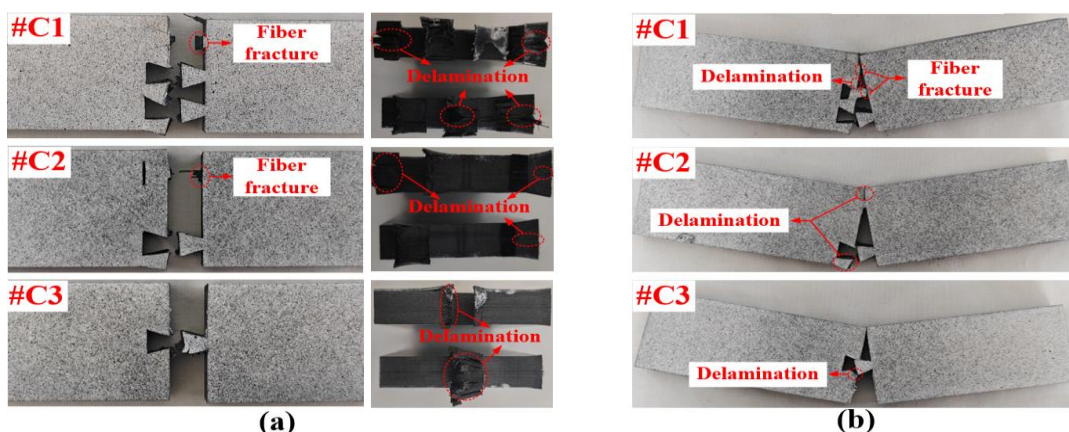 #C1
Fiber
fracture
Delamination
#C2
Fiber
fracture
Delamination
#C3
Delamination
(a)
#C1
Delamination
Fiber
fracture
#C2
Delamination
#C3
Delamination
(b)